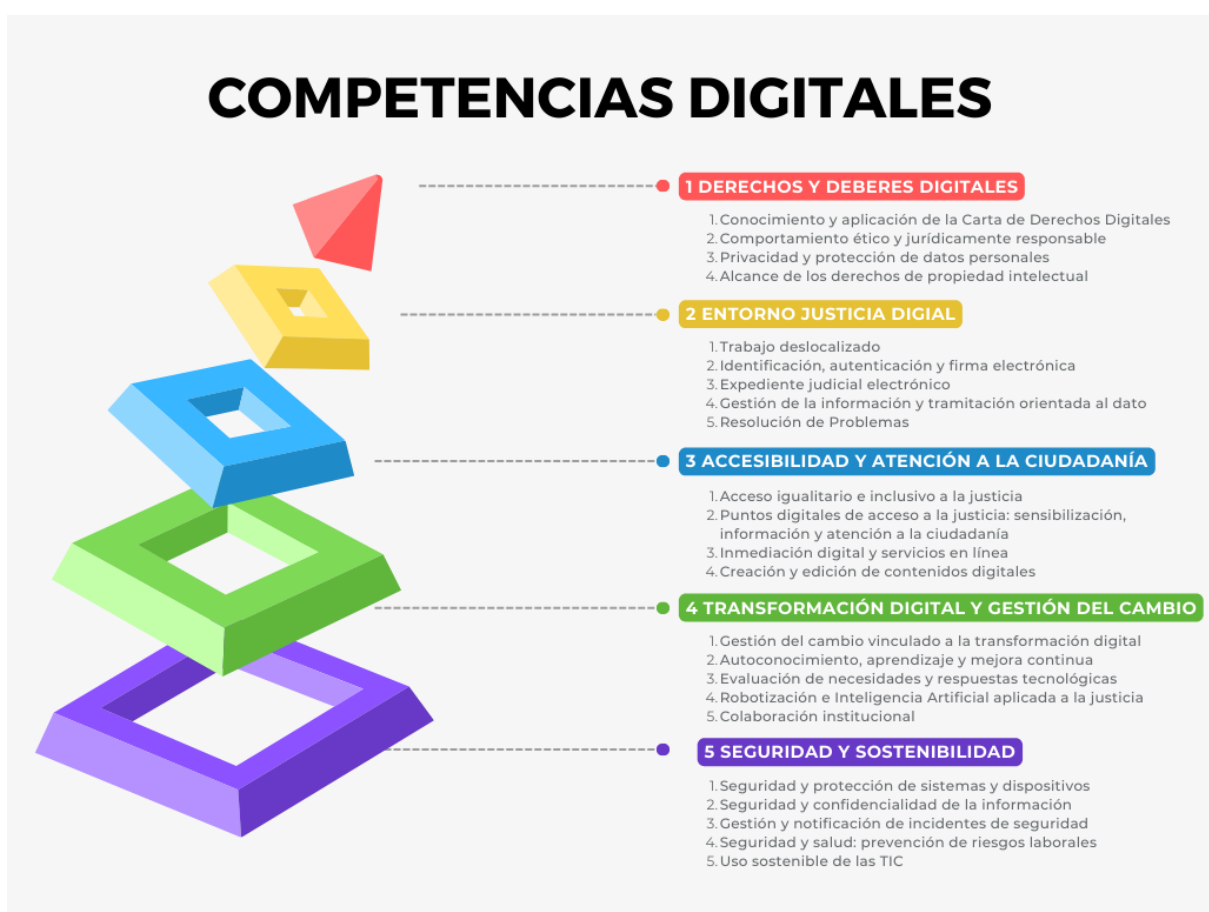 COMPETENCIAS DIGITALES
1 DERECHOS Y DEBERES DIGITALES
1. Conocimiento y aplicación de la Carta de Derechos Digitales
2. Comportamiento ético y jurídicamente responsable
3. Privacidad y protección de datos personales
4. Alcance de los derechos de propiedad intelectual
2 ENTORNO JUSTICIA DIGIAL
1. Trabajo deslocalizado
2. Identificación, autenticación y firma electrónica
3. Expediente judicial electrónico
4. Gestión de la información y tramitación orientada al dato
5. Resolución de Problemas
3 ACCESIBILIDAD Y ATENCIÓN A LA CIUDADANÍA
1. Acceso igualitario e inclusivo a la justicia
2. Puntos digitales de acceso a la justicia: sensibilización,
información y atención a la ciudadanía
3. Inmediación digital y servicios en línea
4. Creación y edición de contenidos digitales
4 TRANSFORMACIÓN DIGITAL Y GESTIÓN DEL CAMBIO
1. Gestión del cambio vinculado a la transformación digital
2. Autoconocimiento, aprendizaje y mejora continua
3. Evaluación de necesidades y respuestas tecnológicas
4. Robotización e Inteligencia Artificial aplicada a la justicia
5. Colaboración institucional
5 SEGURIDAD Y SOSTENIBILIDAD
1. Seguridad y protección de sistemas y dispositivos
2. Seguridad y confidencialidad de la información
3. Gestión y notificación de incidentes de seguridad
4. Seguridad y salud: prevención de riesgos laborales
5. Uso sostenible de las TIC